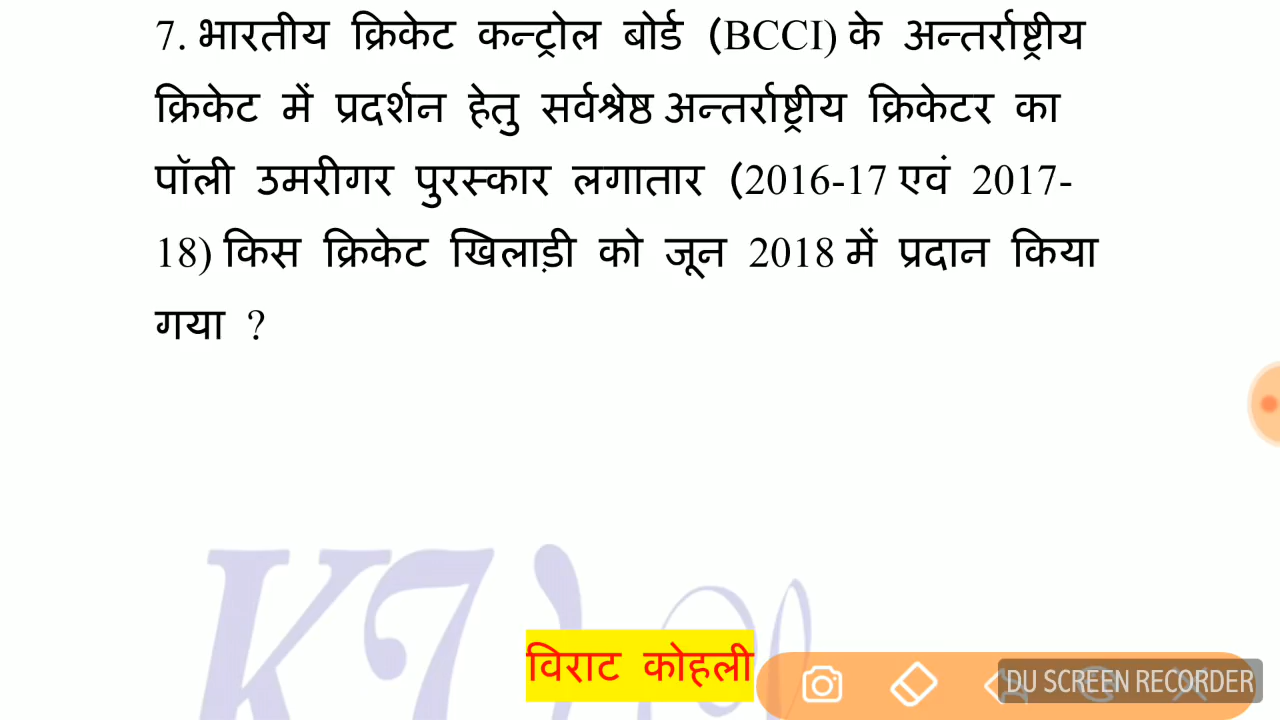 7. भारतीय क्रिकेट कन्ट्रोल बोर्ड (BCCI) के अन्तर्राष्ट्रीय
क्रिकेट में प्रदर्शन हेतु सर्वश्रेष्ठ अन्तर्राष्ट्रीय क्रिकेटर का
पॉली उमरीगर पुरस्कार लगातार (2016-17 एवं 2017-
18) किस क्रिकेट खिलाड़ी को जून 2018 में प्रदान किया
गया ?
विराट कोहली
DU SCREEN RECORDER